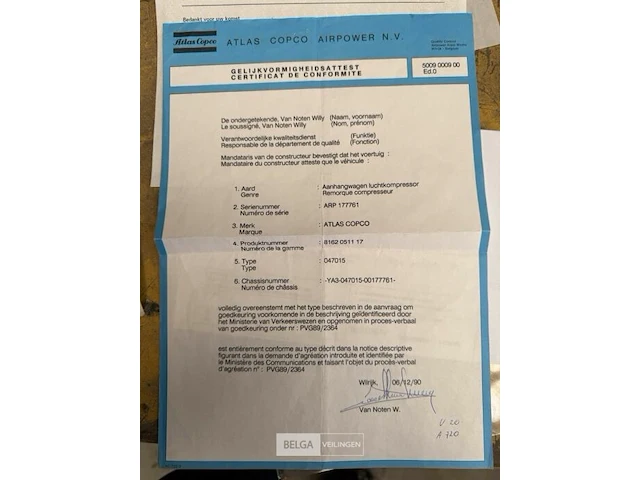 Bedankt voor uw komst
Atlas Copco
ATLAS COPCO AIRPOWER N.V.
GELIJKVORMIGHEIDSATTEST
CERTIFICAT DE CONFORMITE
5009 0009 00
Ed.0
De ondergetekende, Van Noten Willy (Naam, voornaam)
Le soussigné, Van Noten Willy (Nom, prénom)
Verantwoordelijke kwaliteitsdienst (Funktie)
Responsable de la département de qualité (Fonction)
Mandataris van de constructeur bevestigt dat het voertuig :
Mandataire du constructeur atteste que le véhicule :
1. Aard : Aanhangwagen luchtkompressor
Genre Remorque compresseur
2. Serienummer : ARP 177761
Numéro de série
3. Merk : ATLAS COPCO
Marque
4. Produktnummer : 8162 0511 17
Numéro de la gamme
5. Type : 047015
Type
6. Chassisnummer : -YA3-047015-00177761-
Numéro de châssis
volledig overeenstemt met het type beschreven in de aanvraag om
goedkeuring voorkomende in de beschrijving geïdentificeerd door
het Ministerie van Verkeerswezen en opgenomen in proces-verbaal
van goedkeuring onder nr : PVG89/2364
est entièrement conforme au type décrit dans la notice descriptive
figurant dans la demande d'agréation introduite et identifiée par
le Ministère des Communications et faisant l'objet du procès-verbal
d'agréation n° : PVG89/2364
Wilrijk, 06/12/90
Van Noten W.
V 20
A 720
BELGA VEILINGEN